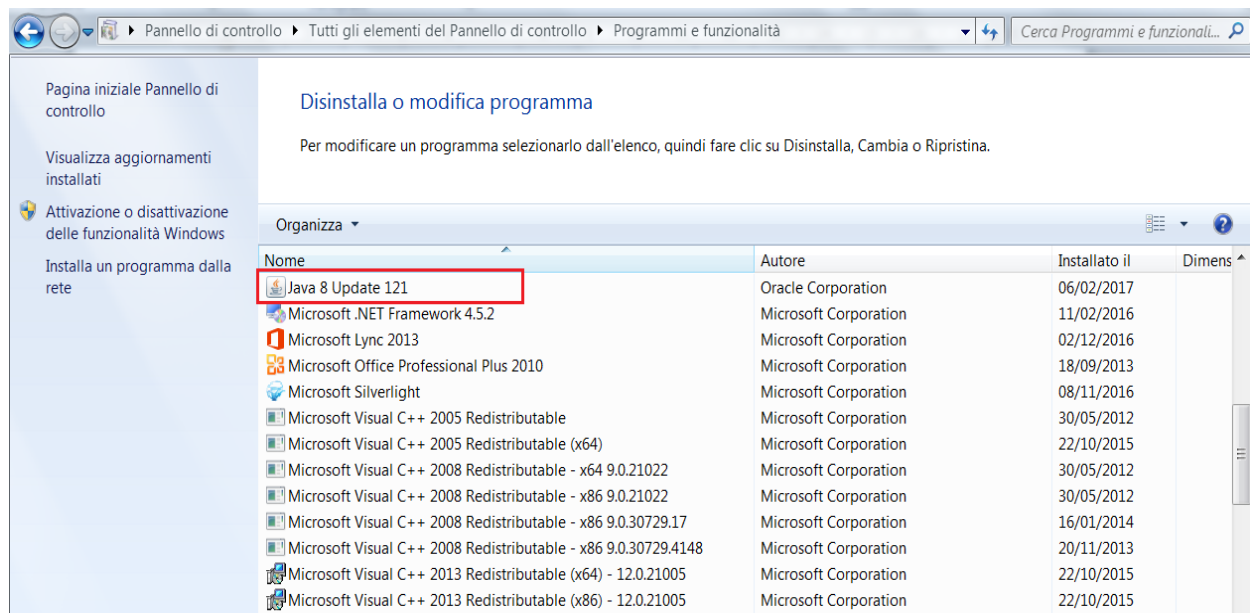 Pannello di controllo Tutti gli elementi del Pannello di controllo Programmi e funzionalità Cerca Programmi e funzionali...
Pagina iniziale Pannello di
controllo
Visualizza aggiornamenti
installati
Attivazione o disattivazione
delle funzionalità Windows
Installa un programma dalla
rete
Disinstalla o modifica programma
Per modificare un programma selezionarlo dall'elenco, quindi fare clic su Disinstalla, Cambia o Ripristina.
Organizza
Nome Autore Installato il Dimens
Java 8 Update 121 Oracle Corporation 06/02/2017
Microsoft .NET Framework 4.5.2 Microsoft Corporation 11/02/2016
Microsoft Lync 2013 Microsoft Corporation 02/12/2016
Microsoft Office Professional Plus 2010 Microsoft Corporation 18/09/2013
Microsoft Silverlight Microsoft Corporation 08/11/2016
Microsoft Visual C++ 2005 Redistributable Microsoft Corporation 30/05/2012
Microsoft Visual C++ 2005 Redistributable (x64) Microsoft Corporation 22/10/2015
Microsoft Visual C++ 2008 Redistributable - x64 9.0.21022 Microsoft Corporation 30/05/2012
Microsoft Visual C++ 2008 Redistributable - x86 9.0.21022 Microsoft Corporation 30/05/2012
Microsoft Visual C++ 2008 Redistributable - x86 9.0.30729.17 Microsoft Corporation 16/01/2014
Microsoft Visual C++ 2008 Redistributable - x86 9.0.30729.4148 Microsoft Corporation 20/11/2013
Microsoft Visual C++ 2013 Redistributable (x64) - 12.0.21005 Microsoft Corporation 22/10/2015
Microsoft Visual C++ 2013 Redistributable (x86) - 12.0.21005 Microsoft Corporation 22/10/2015